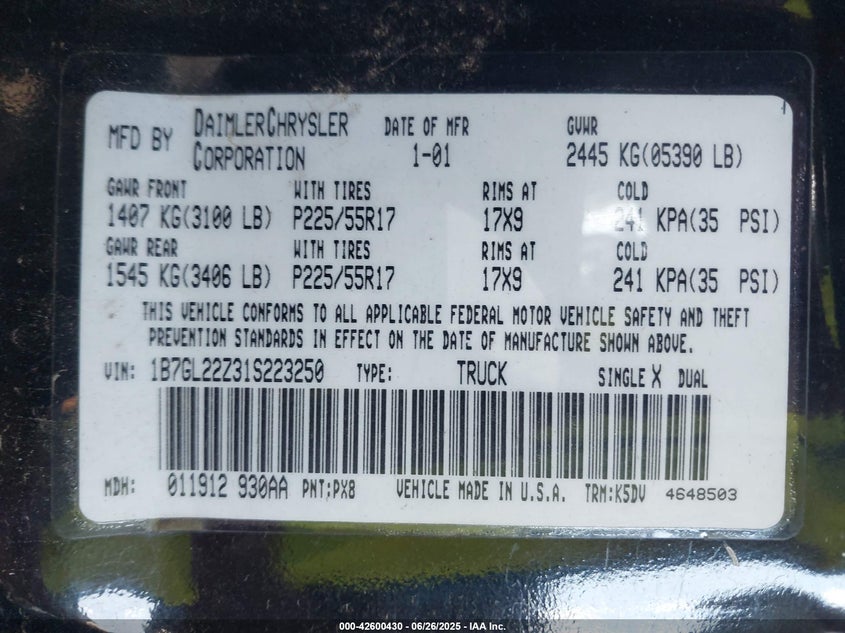 MFD BY DAIMLERCHRYSLER CORPORATION DATE OF MFR 1-01 GVWR 2445 KG(05390 LB)
GAWR FRONT WITH TIRES RIMS AT COLD
1407 KG(3100 LB) P225/55R17 17X9 241 KPA(35 PSI)
GAWR REAR WITH TIRES RIMS AT COLD
1545 KG(3406 LB) P225/55R17 17X9 241 KPA(35 PSI)
THIS VEHICLE CONFORMS TO ALL APPLICABLE FEDERAL MOTOR VEHICLE SAFETY AND THEFT
PREVENTION STANDARDS IN EFFECT ON THE DATE OF MANUFACTURE SHOWN ABOVE.
VIN: 1B7GL22Z31S223250 TYPE: TRUCK SINGLE X DUAL
MDH: 011912 930AA PNT:PX8 VEHICLE MADE IN U.S.A. TRM:K5DV 4648503
000-42600430 - 06/26/2025 - IAA Inc.